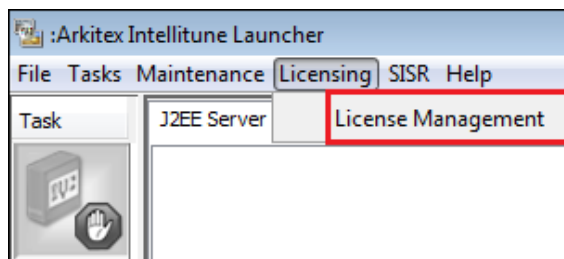 :Arkitex Intellitune Launcher
File Tasks Maintenance Licensing SISR Help
Task J2EE Server License Management